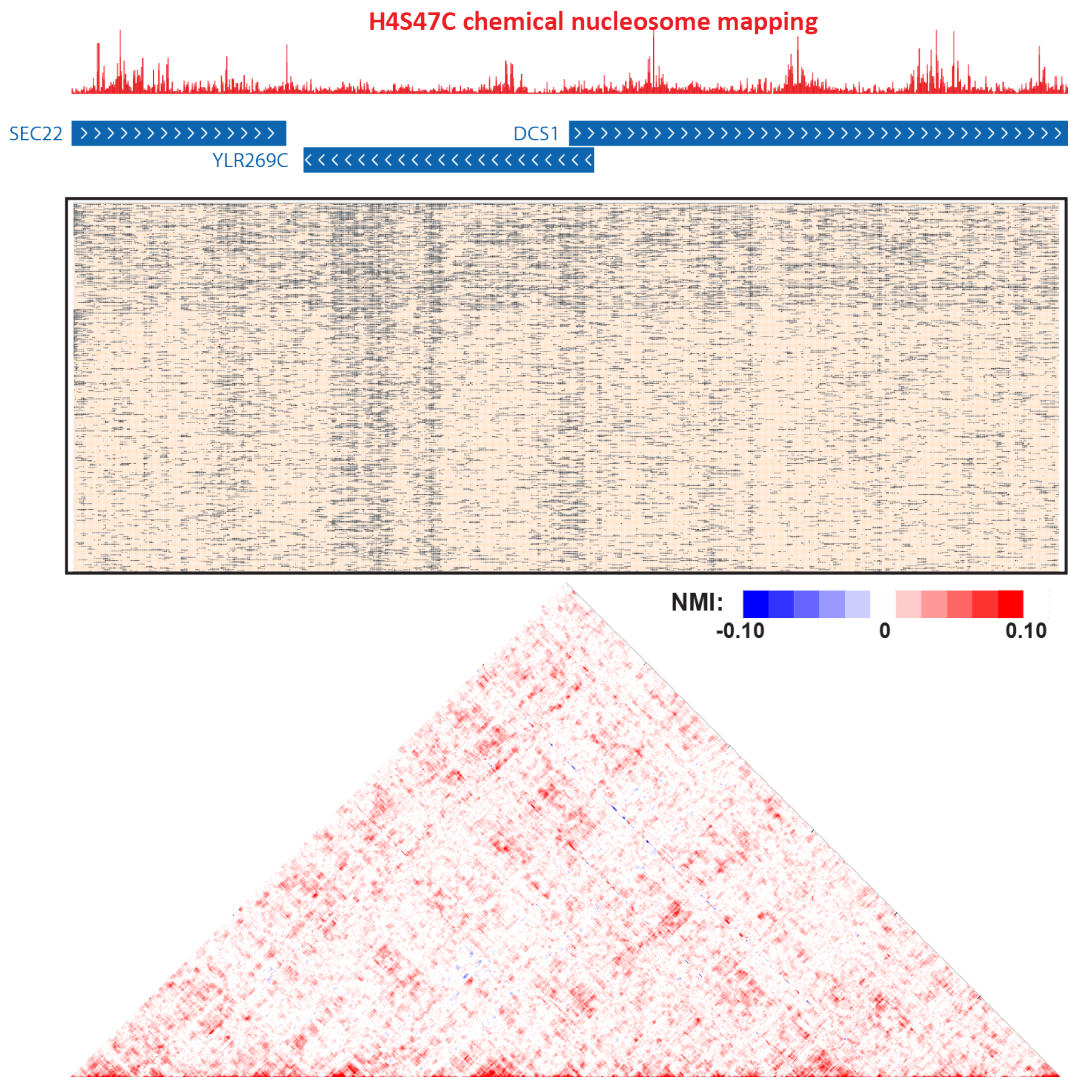 H4S47C chemical nucleosome mapping
SEC22
DCS1
YLR269C
NMI:
-0.10
0
0.10